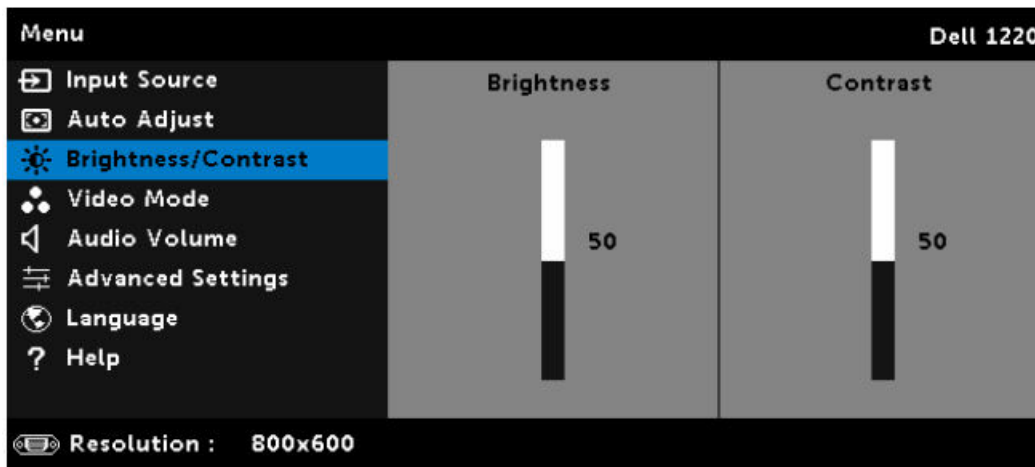 Menu Dell 1220
Input Source
Auto Adjust
Brightness/Contrast
Video Mode
Audio Volume
Advanced Settings
Language
? Help
Brightness
50
Contrast
50
Resolution : 800x600